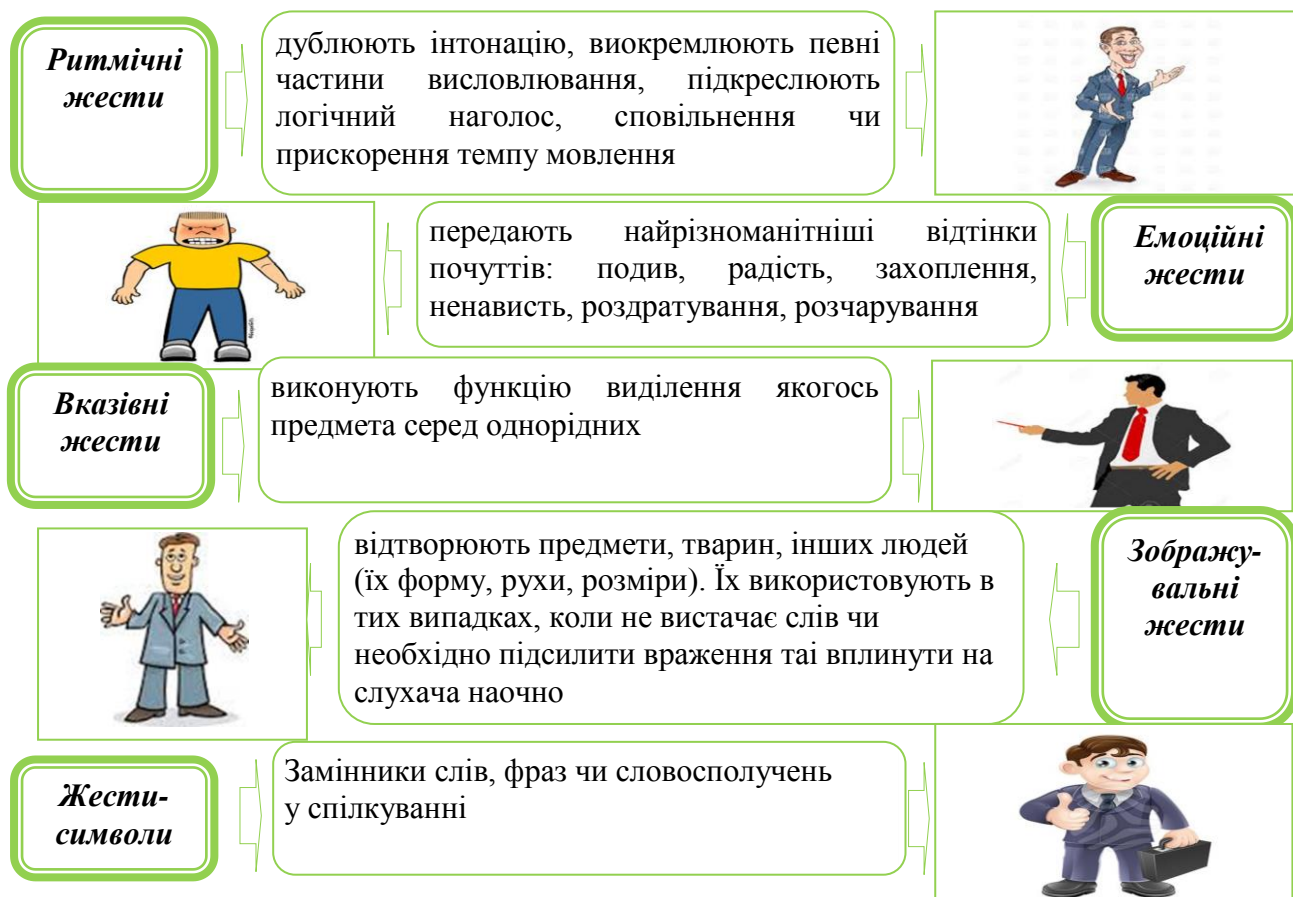 Ритмічні
жести
дублюють інтонацію, виокремлюють певні
частини висловлювання, підкреслюють
логічний наголос, сповільнення чи
прискорення темпу мовлення
передають найрізноманітніші відтінки
почуттів: подив, радість, захоплення,
ненависть, роздратування, розчарування
Емоційні
жести
Вказівні
жести
виконують функцію виділення якогось
предмета серед однорідних
відтворюють предмети, тварин, інших людей
(їх форму, рухи, розміри). Їх використовують в
тих випадках, коли не вистачає слів чи
необхідно підсилити враження таі вплинути на
слухача наочно
Зображу-
вальні
жести
Жести-
символи
Замінники слів, фраз чи словосполучень
у спілкуванні